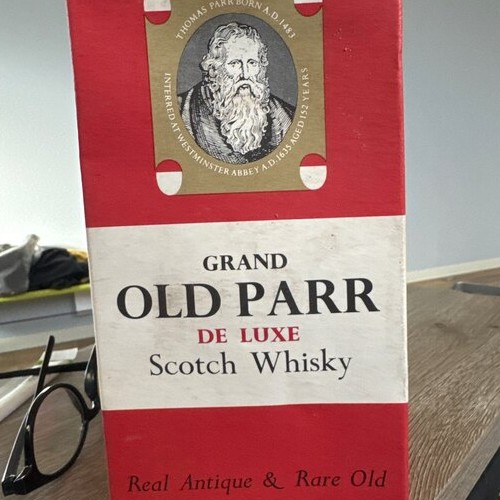 THOMAS PARR BORN A.D. 1483
INTERRED AT WESTMINSTER ABBEY A.D. 1635 AGED 152 YEARS
GRAND
OLD PARR
DE LUXE
Scotch Whisky
Real Antique & Rare Old